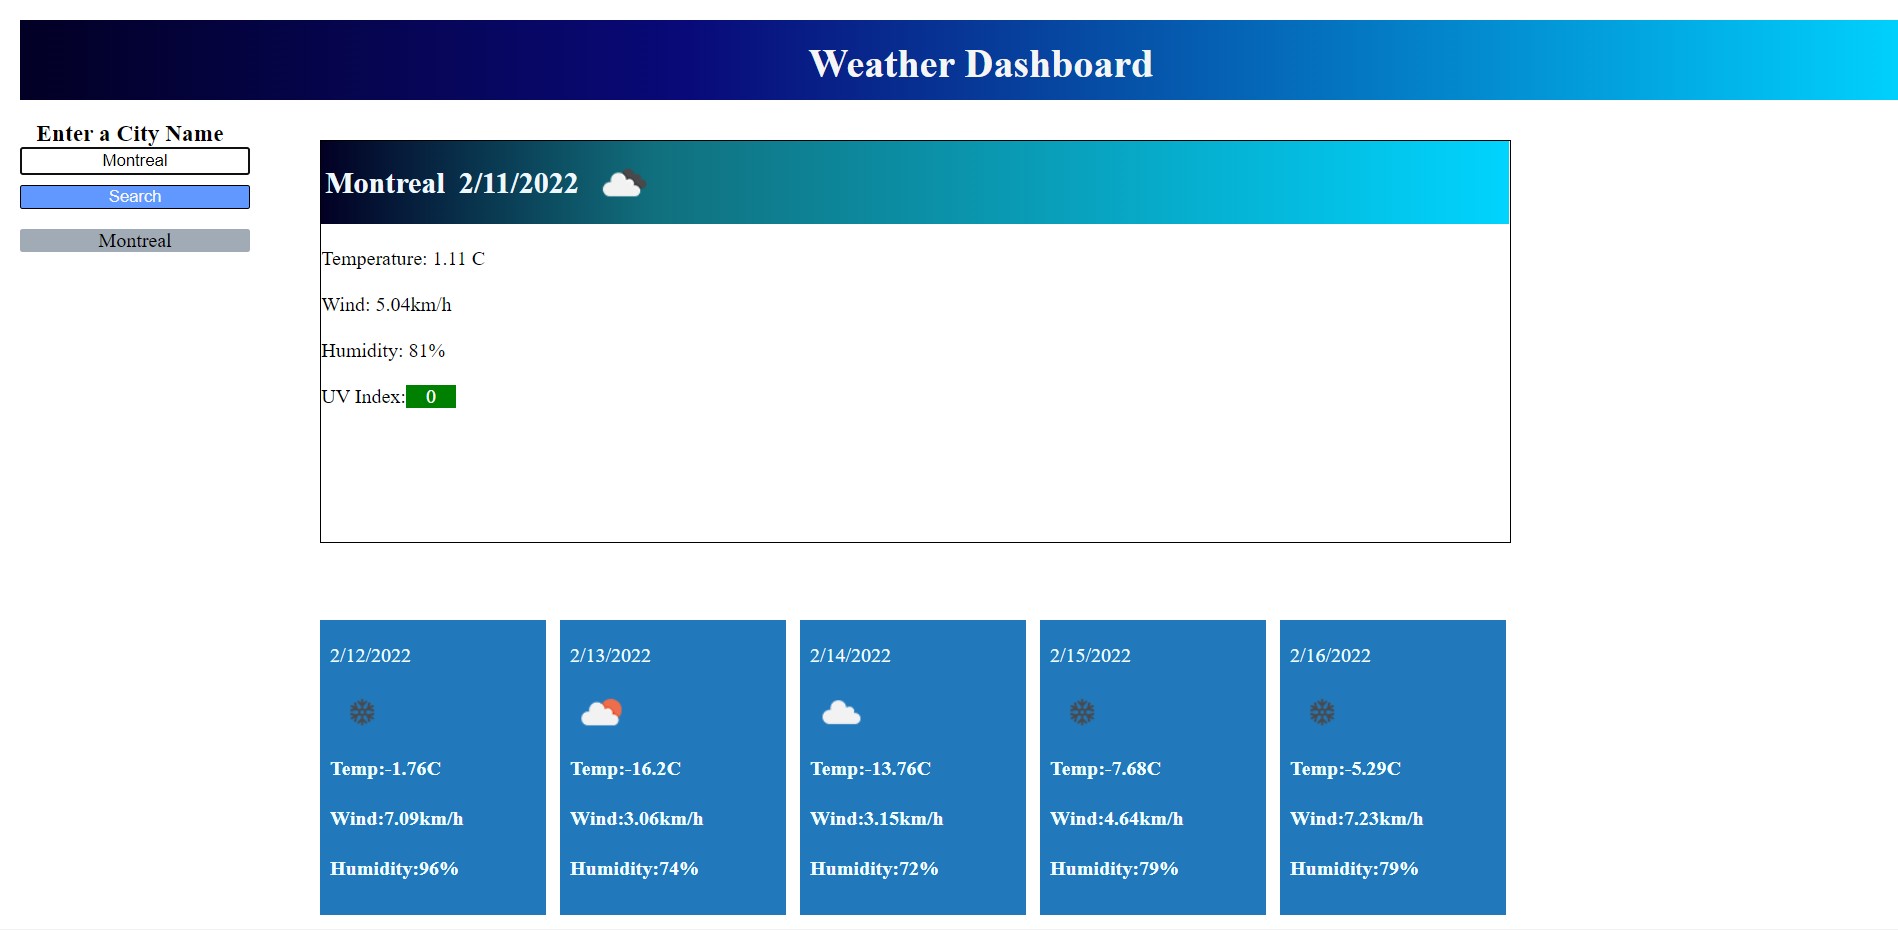 Weather Dashboard
Enter a City Name
Montreal
Search
Montreal
Montreal 2/11/2022
Temperature: 1.11 C
Wind: 5.04km/h
Humidity: 81%
UV Index: 0
2/12/2022
Temp:-1.76C
Wind:7.09km/h
Humidity:96%
2/13/2022
Temp:-16.2C
Wind:3.06km/h
Humidity:74%
2/14/2022
Temp:-13.76C
Wind:3.15km/h
Humidity:72%
2/15/2022
Temp:-7.68C
Wind:4.64km/h
Humidity:79%
2/16/2022
Temp:-5.29C
Wind:7.23km/h
Humidity:79%